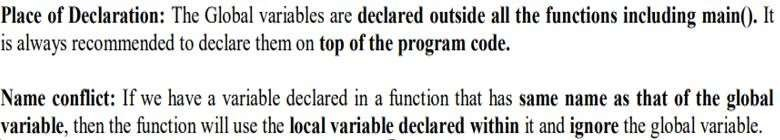 Place of Declaration: The Global variables are declared outside all the functions including main(). It
is always recommended to declare them on top of the program code.
Name conflict: If we have a variable declared in a function that has same name as that of the global
variable, then the function will use the local variable declared within it and ignore the global variable.